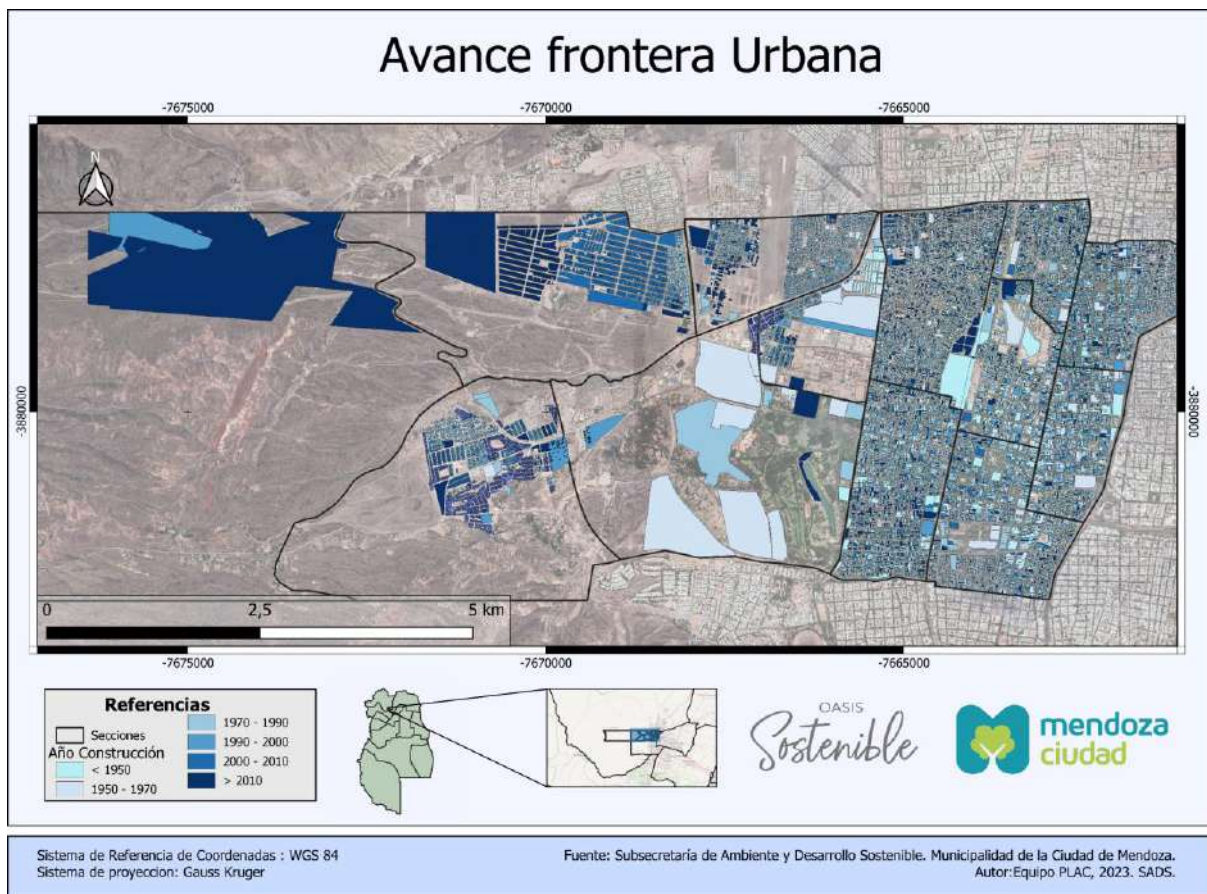 Avance frontera Urbana
-7675000 -7670000 -7665000
N
-3880000 -3880000
0 2,5 5 km
-7675000 -7670000 -7665000
Referencias
Secciones
Año Construcción
< 1950
1950 - 1970
1970 - 1990
1990 - 2000
2000 - 2010
> 2010
OASIS
Sostenible
mendoza
ciudad
Sistema de Referencia de Coordenadas : WGS 84
Sistema de proyeccion: Gauss Kruger
Fuente: Subsecretaría de Ambiente y Desarrollo Sostenible. Municipalidad de la Ciudad de Mendoza.
Autor:Equipo PLAC, 2023. SADS.